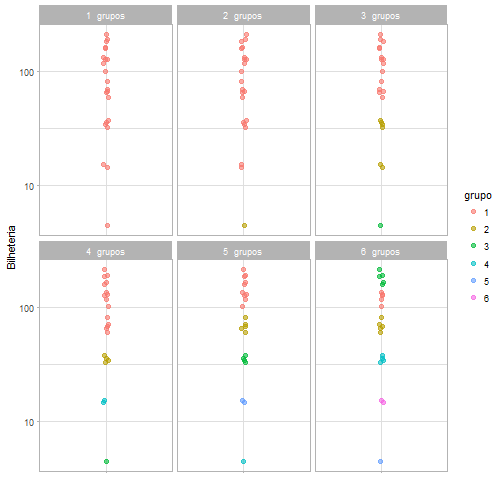 1 grupos
2 grupos
3 grupos
100
10
4 grupos
5 grupos
6 grupos
100
10
Bilheteria
grupo
1
2
3
4
5
6